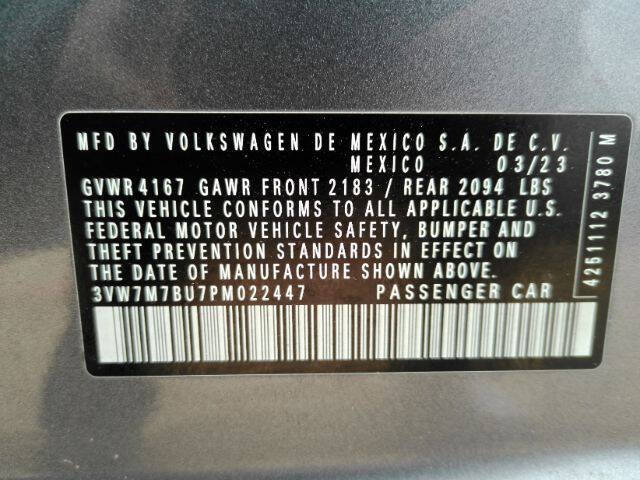 MFD BY VOLKSWAGEN DE MEXICO S.A. DE C.V.
MEXICO 03/23
GVWR 4167 GAWR FRONT 2183 / REAR 2094 LBS
THIS VEHICLE CONFORMS TO ALL APPLICABLE U.S.
FEDERAL MOTOR VEHICLE SAFETY, BUMPER AND
THEFT PREVENTION STANDARDS IN EFFECT ON
THE DATE OF MANUFACTURE SHOWN ABOVE.
3VW7M7BU7PM022447 PASSENGER CAR
4261112 3780 M